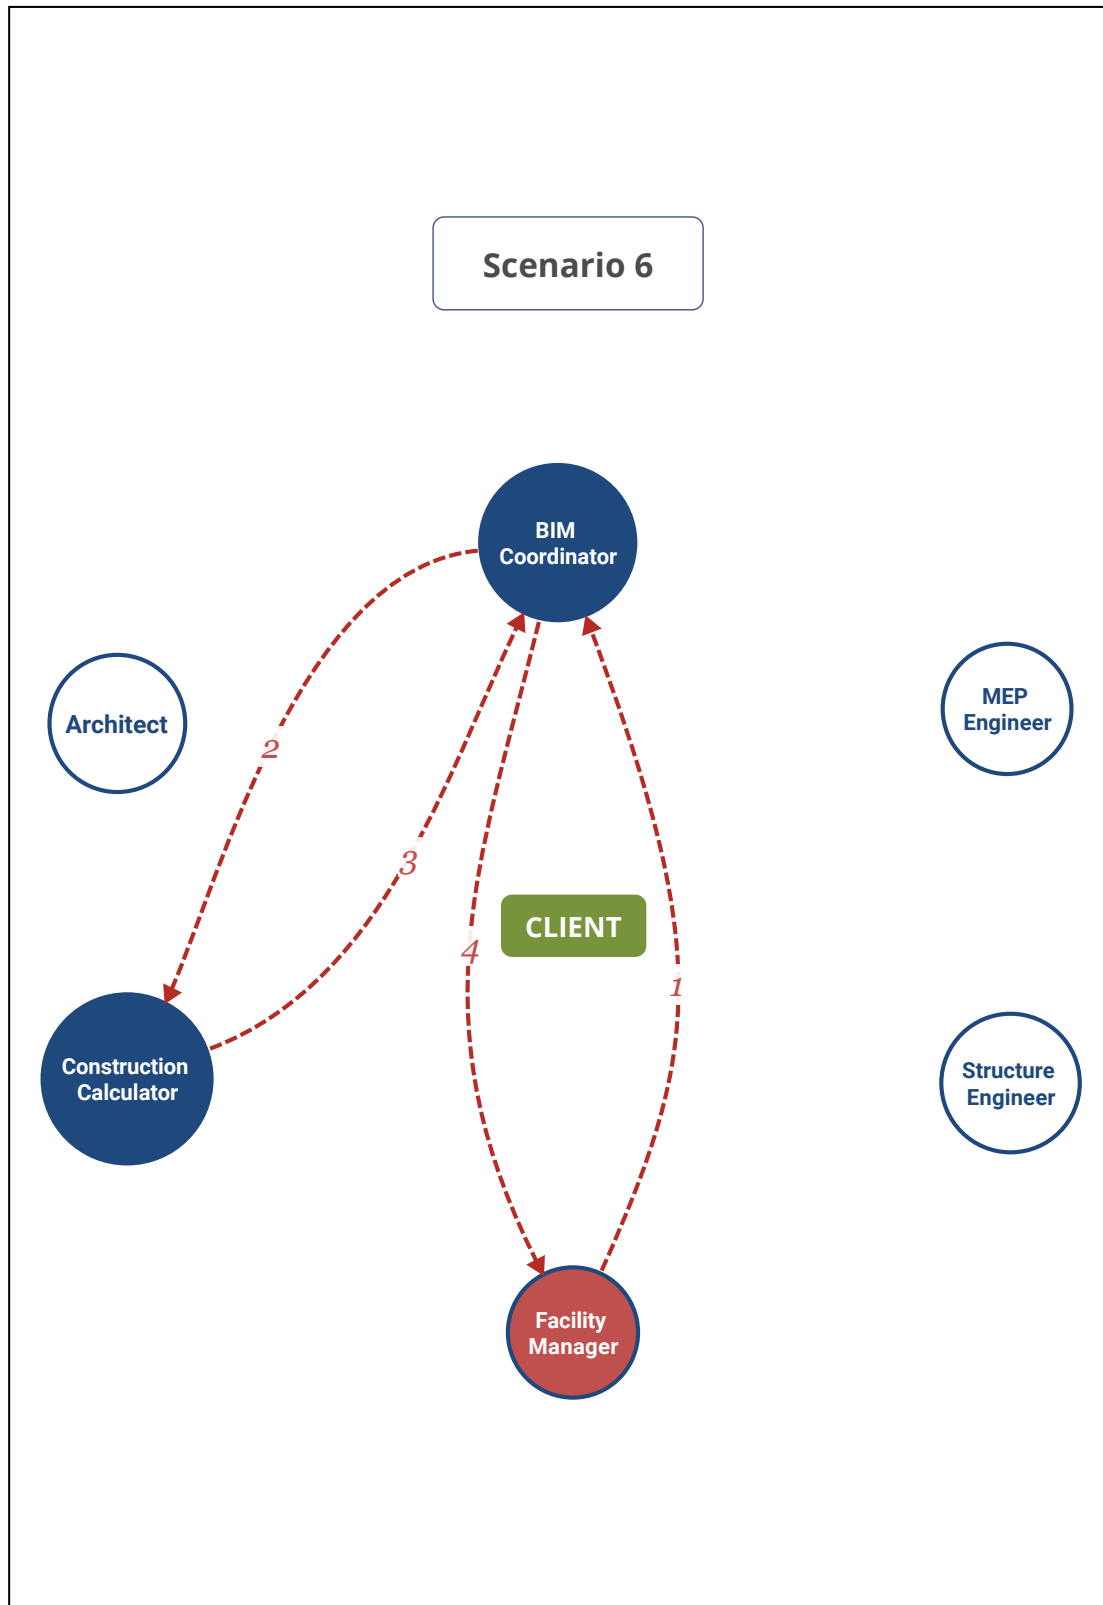 Scenario 6
BIM
Coordinator
Architect
MEP
Engineer
2
3
CLIENT
4
1
Construction
Calculator
Structure
Engineer
Facility
Manager